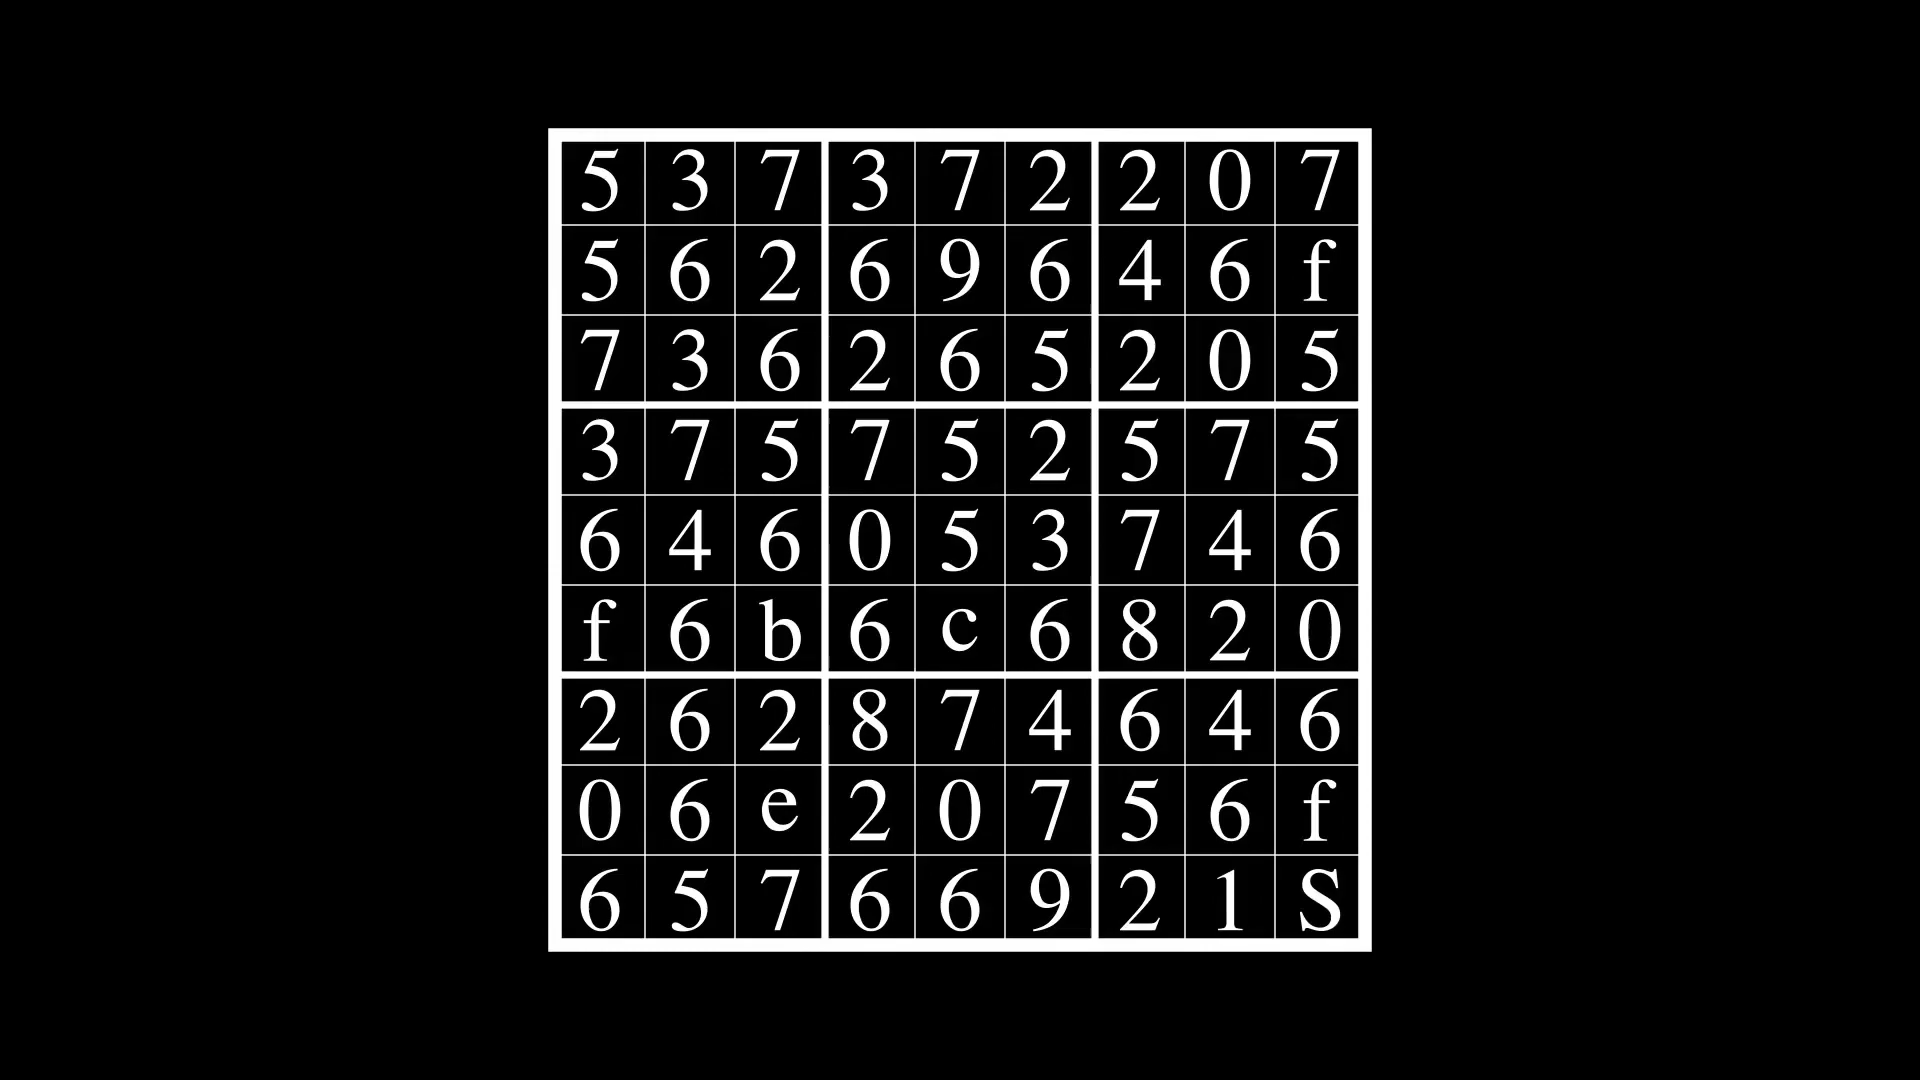 5 3 7 3 7 2 2 0 7
5 6 2 6 9 6 4 6 f
7 3 6 2 6 5 2 0 5
3 7 5 7 5 2 5 7 5
6 4 6 0 5 3 7 4 6
f 6 b 6 c 6 8 2 0
2 6 2 8 7 4 6 4 6
0 6 e 2 0 7 5 6 f
6 5 7 6 6 9 2 1 S